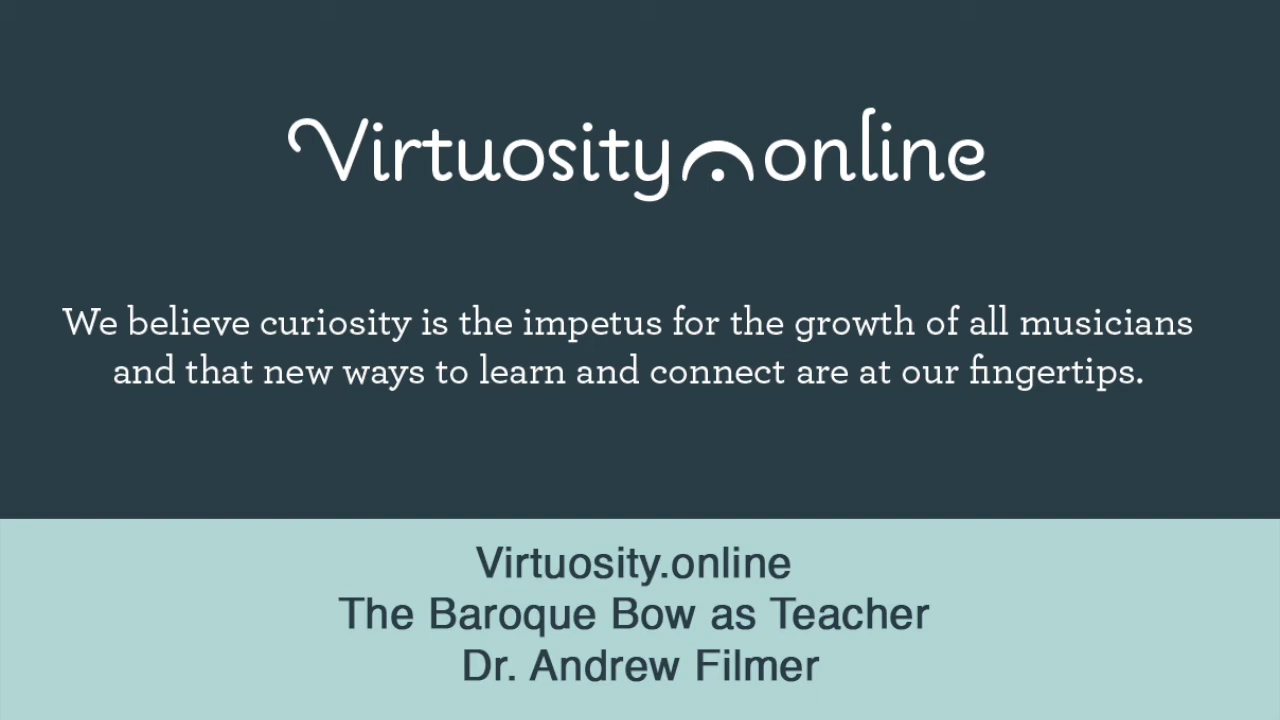 Virtuosity online
We believe curiosity is the impetus for the growth of all musicians
and that new ways to learn and connect are at our fingertips.
Virtuosity.online
The Baroque Bow as Teacher
Dr. Andrew Filmer